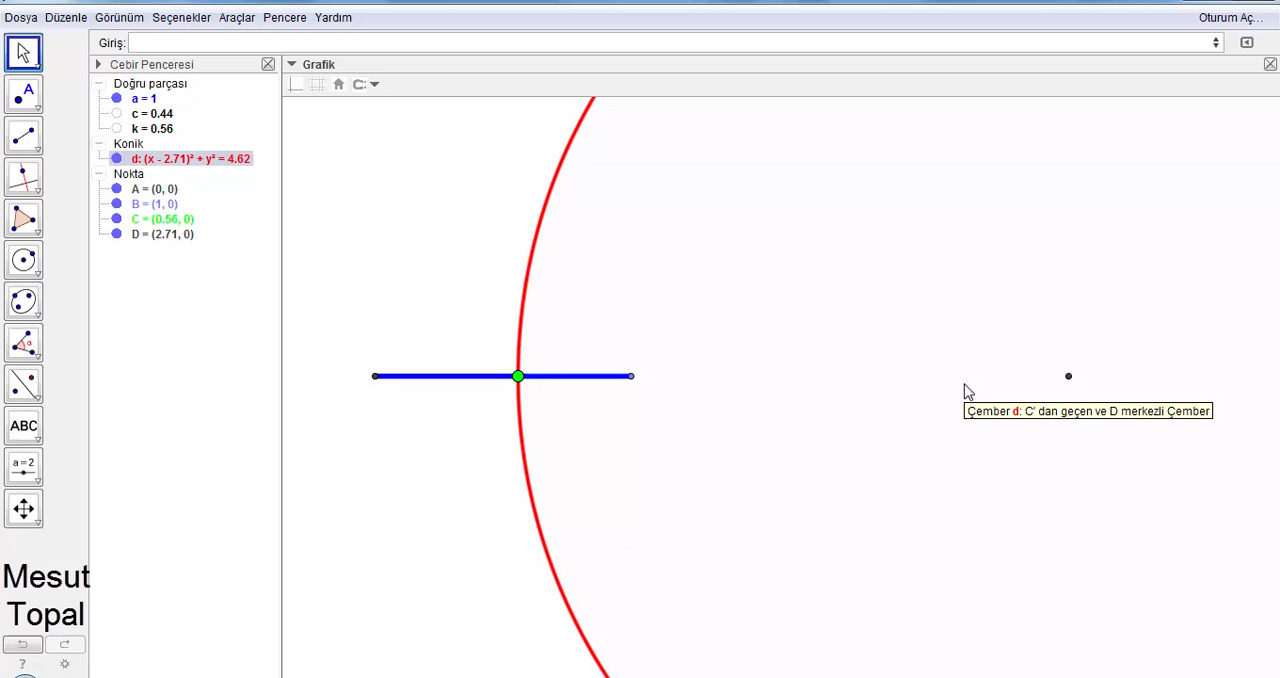 Dosya Düzenle Görünüm Seçenekler Araçlar Pencere Yardım Oturum Aç...
Giriş:
Cebir Penceresi
Grafik
Doğru parçası
a = 1
c = 0.44
k = 0.56
Konik
d: (x - 2.71)² + y² = 4.62
Nokta
A = (0, 0)
B = (1, 0)
C = (0.56, 0)
D = (2.71, 0)
A
α
ABC
a = 2
Çember d: C' dan geçen ve D merkezli Çember
Mesut
Topal
?